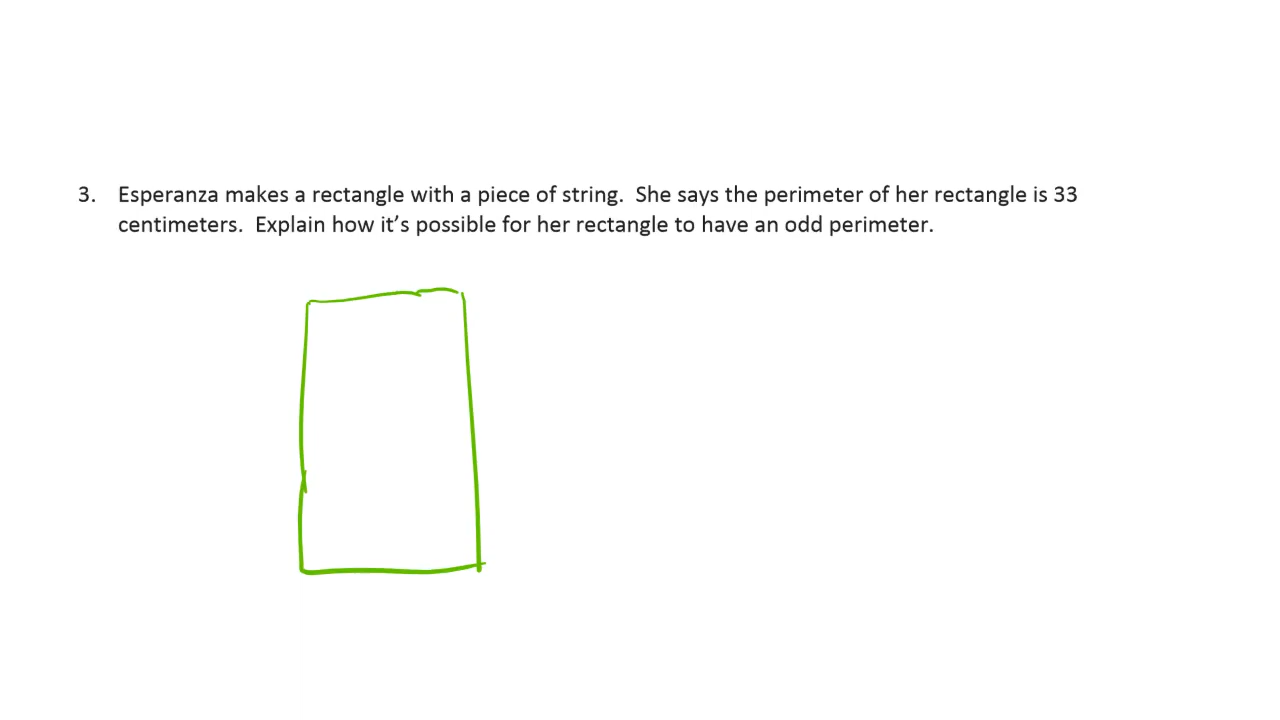 3. Esperanza makes a rectangle with a piece of string. She says the perimeter of her rectangle is 33
centimeters. Explain how it’s possible for her rectangle to have an odd perimeter.